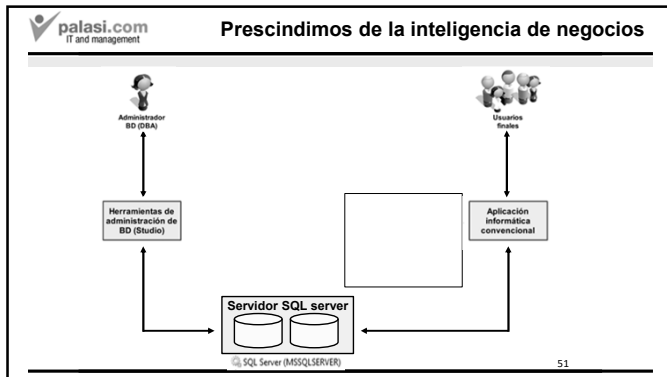 palasi.com
IT and management
Prescindimos de la inteligencia de negocios
Administrador
BD (DBA)
Usuarios
finales
Herramientas de
administración de
BD (Studio)
Aplicación
informática
convencional
Servidor SQL server
SQL Server (MSSQLSERVER)
51